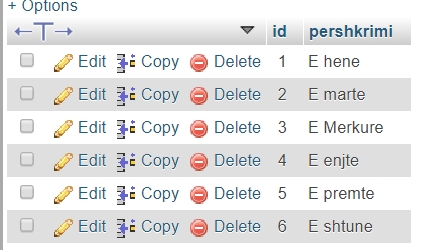 + Options
←T→ id pershkrimi
Edit Copy Delete 1 E hene
Edit Copy Delete 2 E marte
Edit Copy Delete 3 E Merkure
Edit Copy Delete 4 E enjte
Edit Copy Delete 5 E premte
Edit Copy Delete 6 E shtune